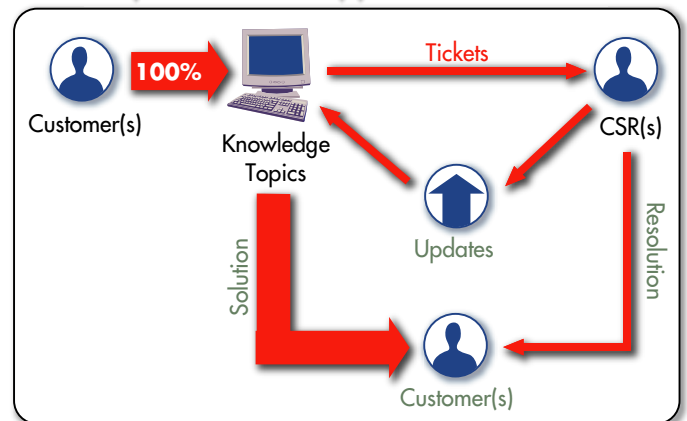 100%
Customer(s)
Knowledge
Topics
Tickets
CSR(s)
Updates
Solution
Resolution
Customer(s)